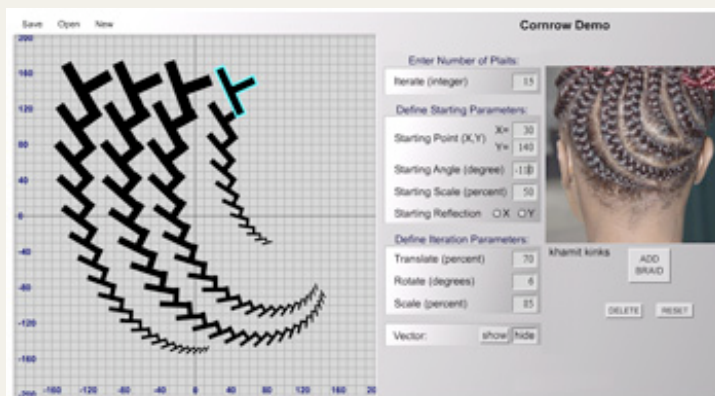 Save Open New
Cornrow Demo
200
160
120
80
40
0
-40
-80
-120
-160
-200
-160 -120 -80 -40 0 40 80 120 160 20
Enter Number of Plaits:
Iterate (integer) 15
Define Starting Parameters:
Starting Point (X,Y) X= 30
Y= 140
Starting Angle (degree) -110
Starting Scale (percent) 50
Starting Reflection X Y
Define Iteration Parameters:
Translate (percent) 70
Rotate (degrees) 6
Scale (percent) 85
Vector: show hide
khamit kinks
ADD
BRAID
DELETE RESET